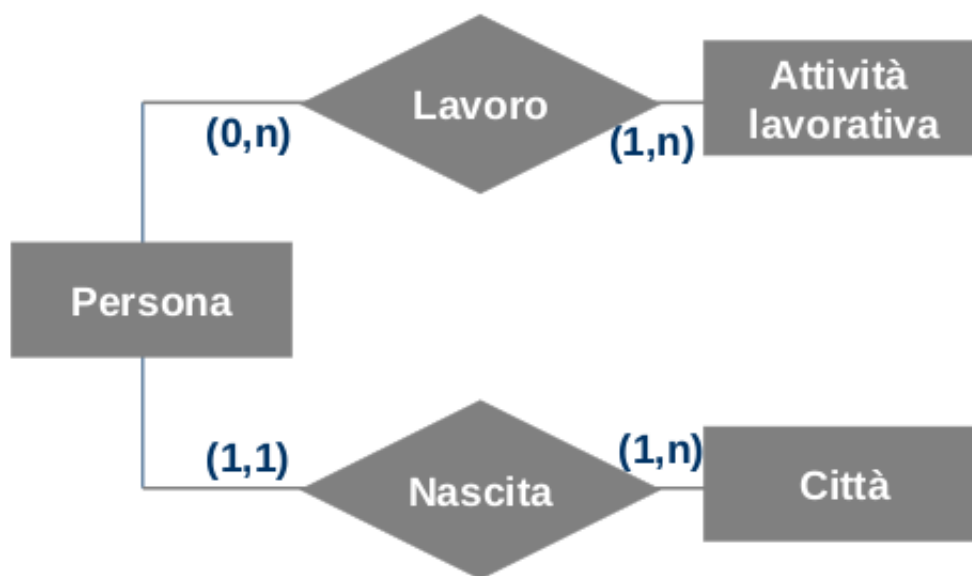 Lavoro
Attività
lavorativa
(0,n)
(1,n)
Persona
(1,1)
(1,n)
Nascita
Città